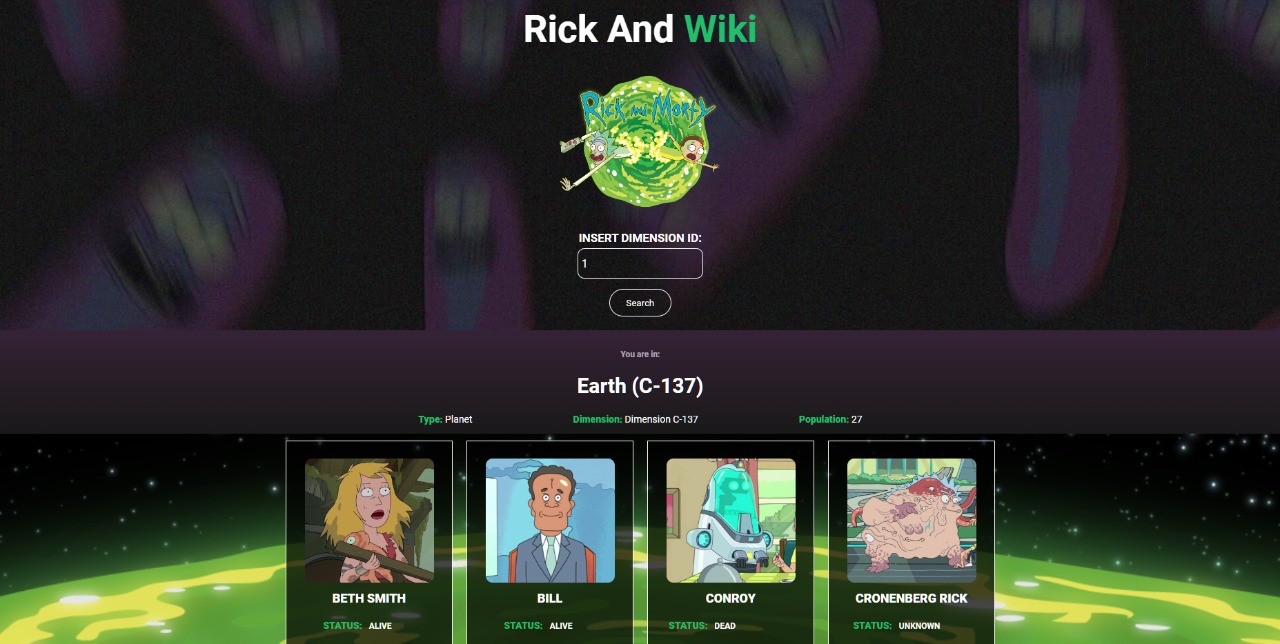 Rick And Wiki
Rick and Morty
INSERT DIMENSION ID:
1
Search
You are in:
Earth (C-137)
Type: Planet Dimension: Dimension C-137 Population: 27
BETH SMITH BILL CONROY CRONENBERG RICK
STATUS: ALIVE STATUS: ALIVE STATUS: DEAD STATUS: UNKNOWN